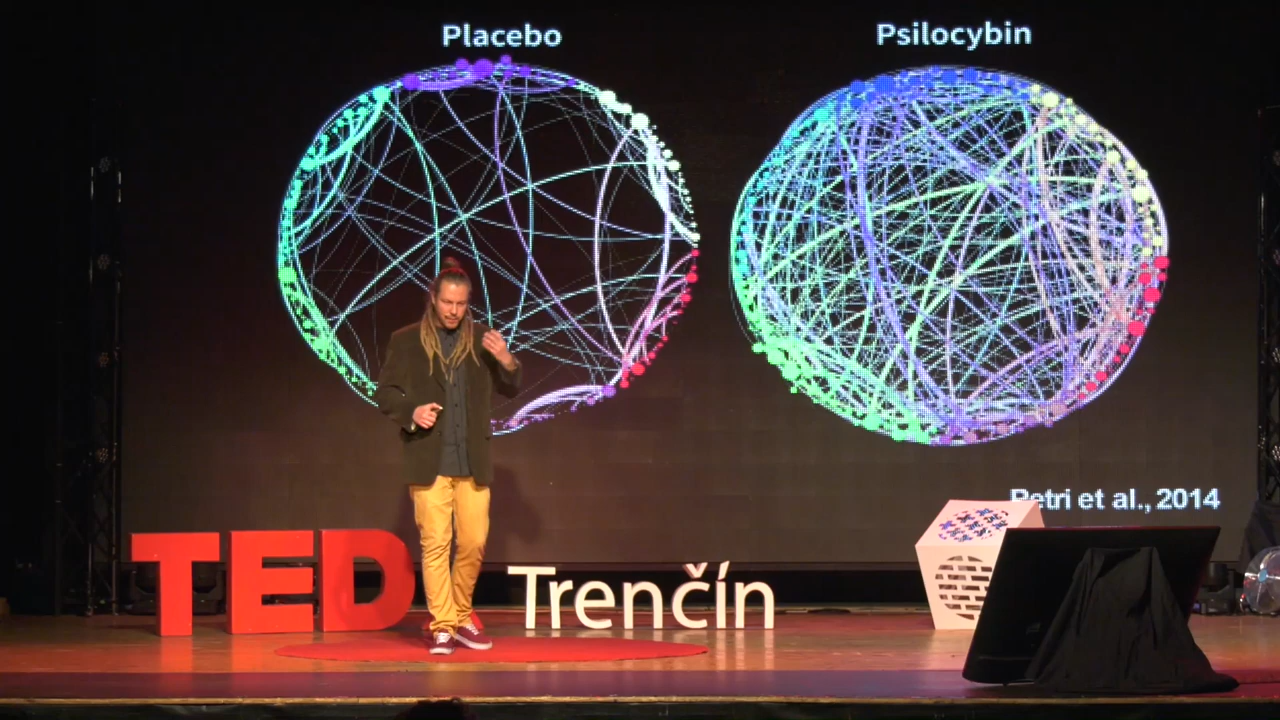 Placebo
Psilocybin
Petri et al., 2014
TED
Trenčín